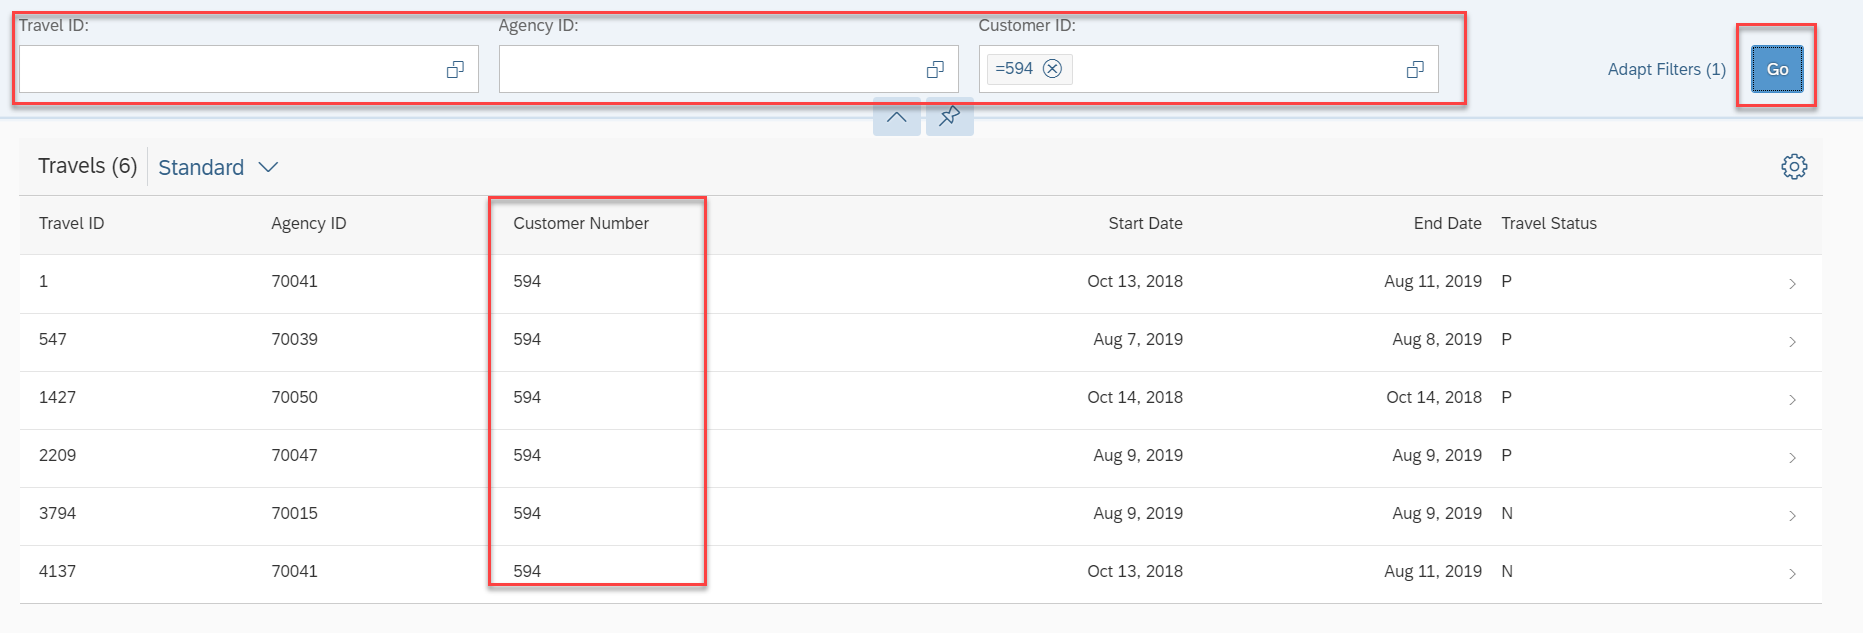 Travel ID: Agency ID: Customer ID:
=594 Adapt Filters (1) Go
Travels (6) Standard
Travel ID Agency ID Customer Number Start Date End Date Travel Status
1 70041 594 Oct 13, 2018 Aug 11, 2019 P
547 70039 594 Aug 7, 2019 Aug 8, 2019 P
1427 70050 594 Oct 14, 2018 Oct 14, 2018 P
2209 70047 594 Aug 9, 2019 Aug 9, 2019 P
3794 70015 594 Aug 9, 2019 Aug 9, 2019 N
4137 70041 594 Oct 13, 2018 Aug 11, 2019 N